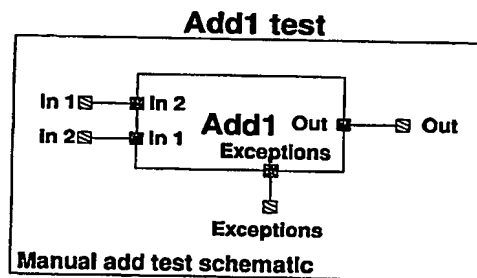 Add1 test
In 1 In 2
Add1 Out Out
In 2 In 1
Exceptions
Exceptions
Manual add test schematic